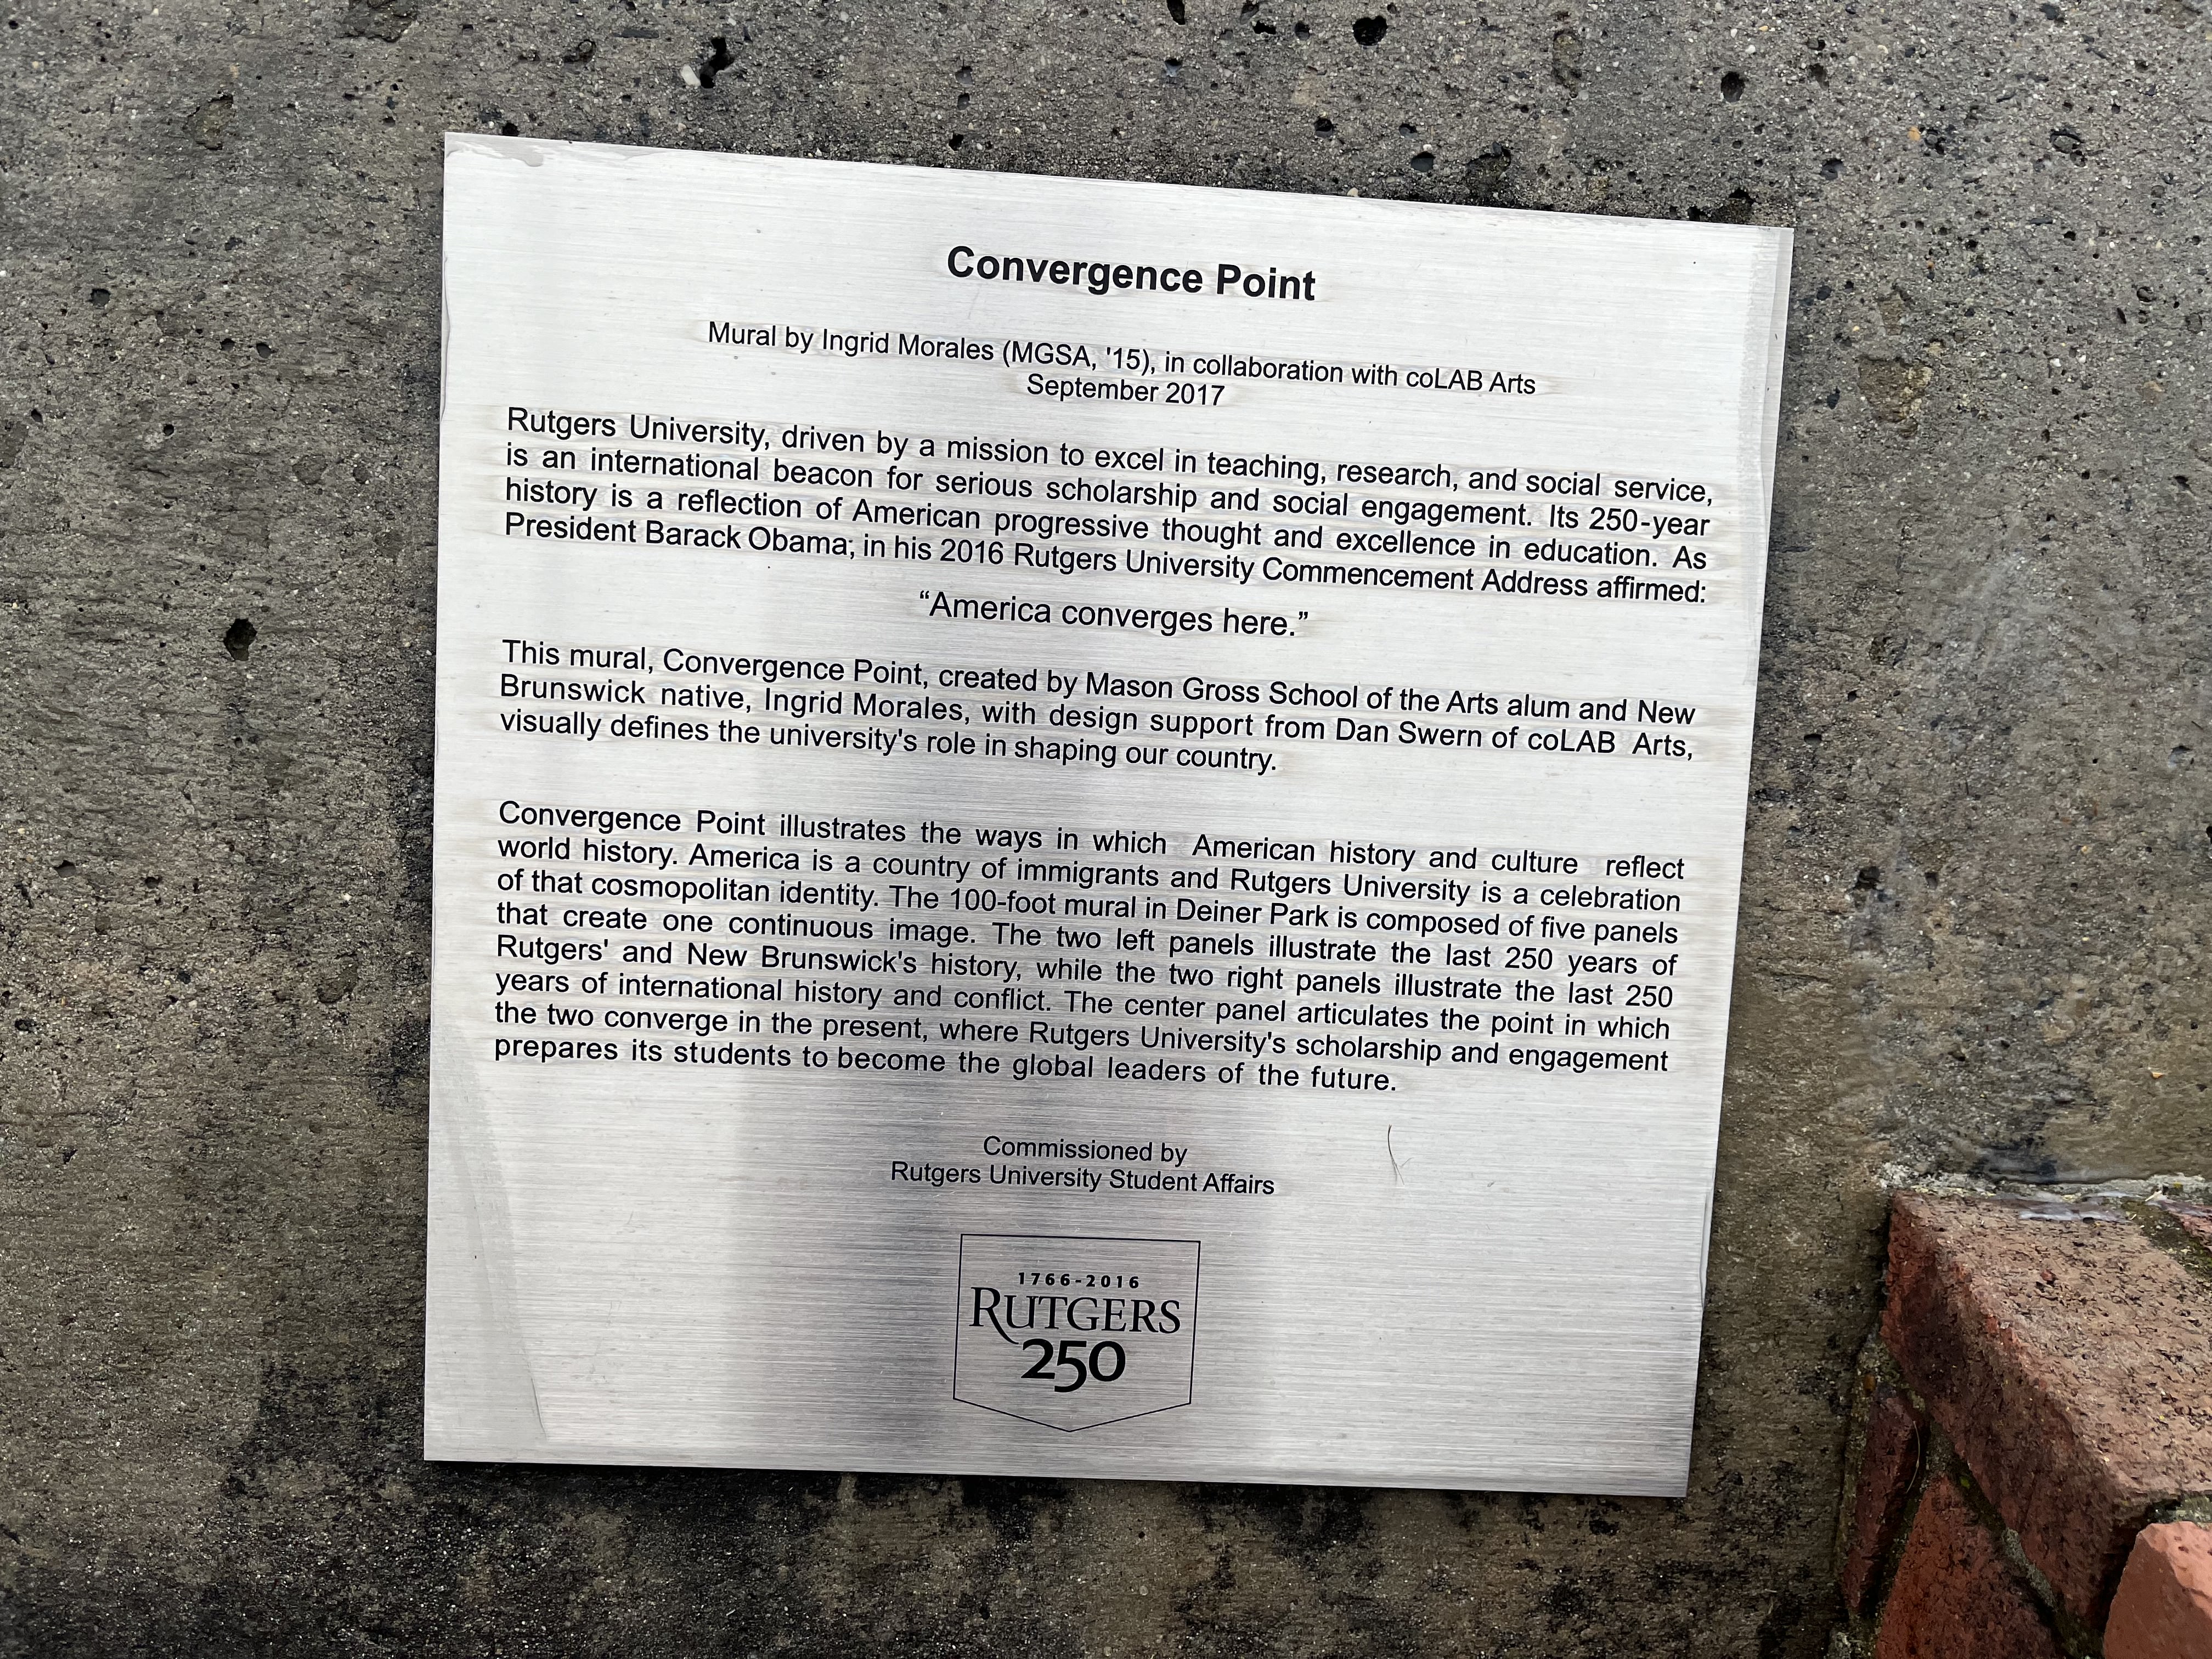 Convergence Point
Mural by Ingrid Morales (MGSA, '15), in collaboration with coLAB Arts
September 2017
Rutgers University, driven by a mission to excel in teaching, research, and social service,
is an international beacon for serious scholarship and social engagement. Its 250-year
history is a reflection of American progressive thought and excellence in education. As
President Barack Obama; in his 2016 Rutgers University Commencement Address affirmed:
“America converges here.”
This mural, Convergence Point, created by Mason Gross School of the Arts alum and New
Brunswick native, Ingrid Morales, with design support from Dan Swern of coLAB Arts,
visually defines the university's role in shaping our country.
Convergence Point illustrates the ways in which American history and culture reflect
world history. America is a country of immigrants and Rutgers University is a celebration
of that cosmopolitan identity. The 100-foot mural in Deiner Park is composed of five panels
that create one continuous image. The two left panels illustrate the last 250 years of
Rutgers' and New Brunswick's history, while the two right panels illustrate the last 250
years of international history and conflict. The center panel articulates the point in which
the two converge in the present, where Rutgers University's scholarship and engagement
prepares its students to become the global leaders of the future.
Commissioned by
Rutgers University Student Affairs
1766-2016
RUTGERS
250